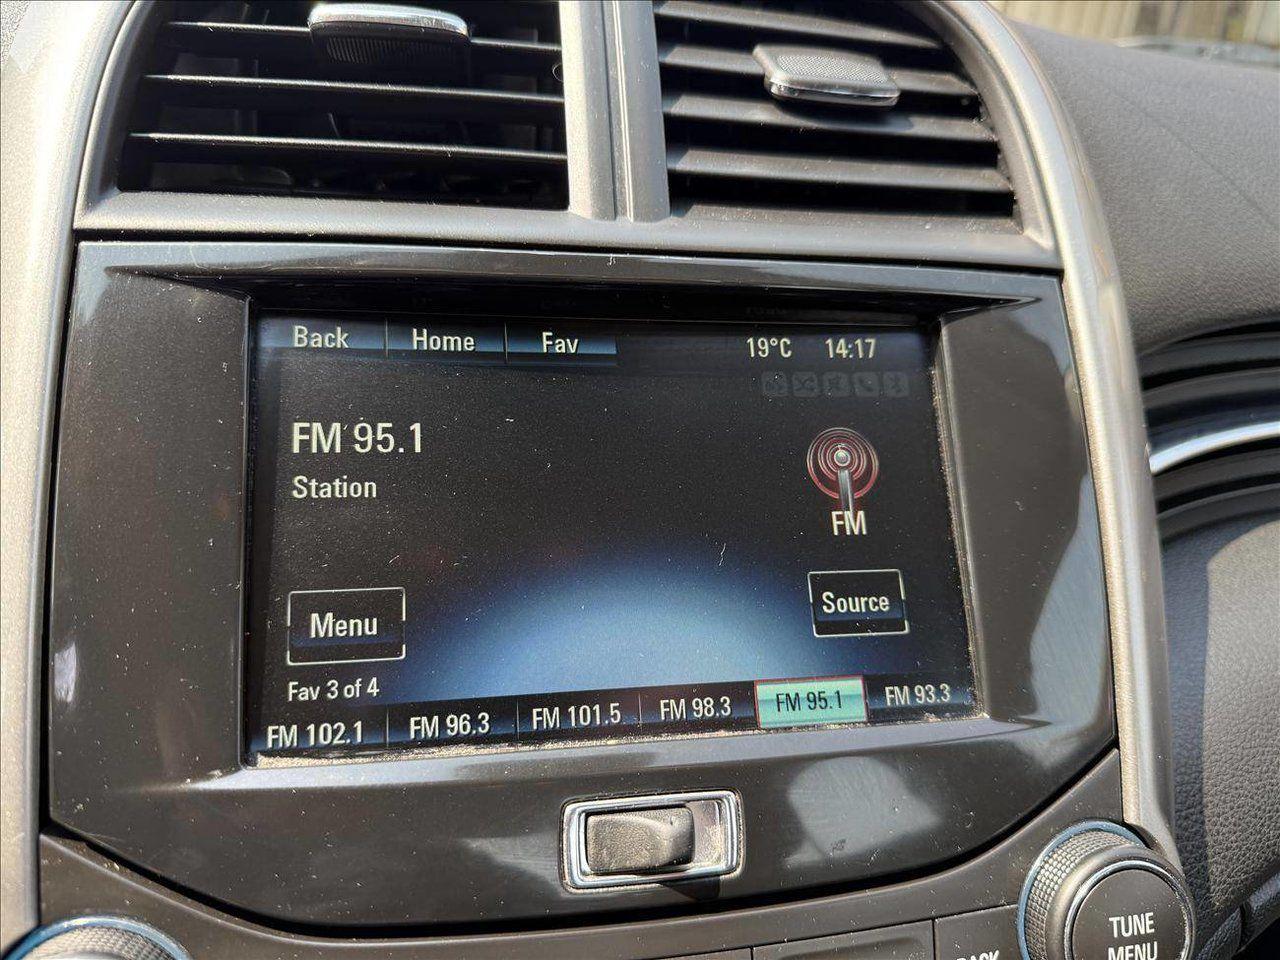 Back Home Fav 19°C 14:17
FM 95.1
Station
FM
Menu
Source
Fav 3 of 4
FM 102.1 FM 96.3 FM 101.5 FM 98.3 FM 95.1 FM 93.3
TUNE
MENU
BACK